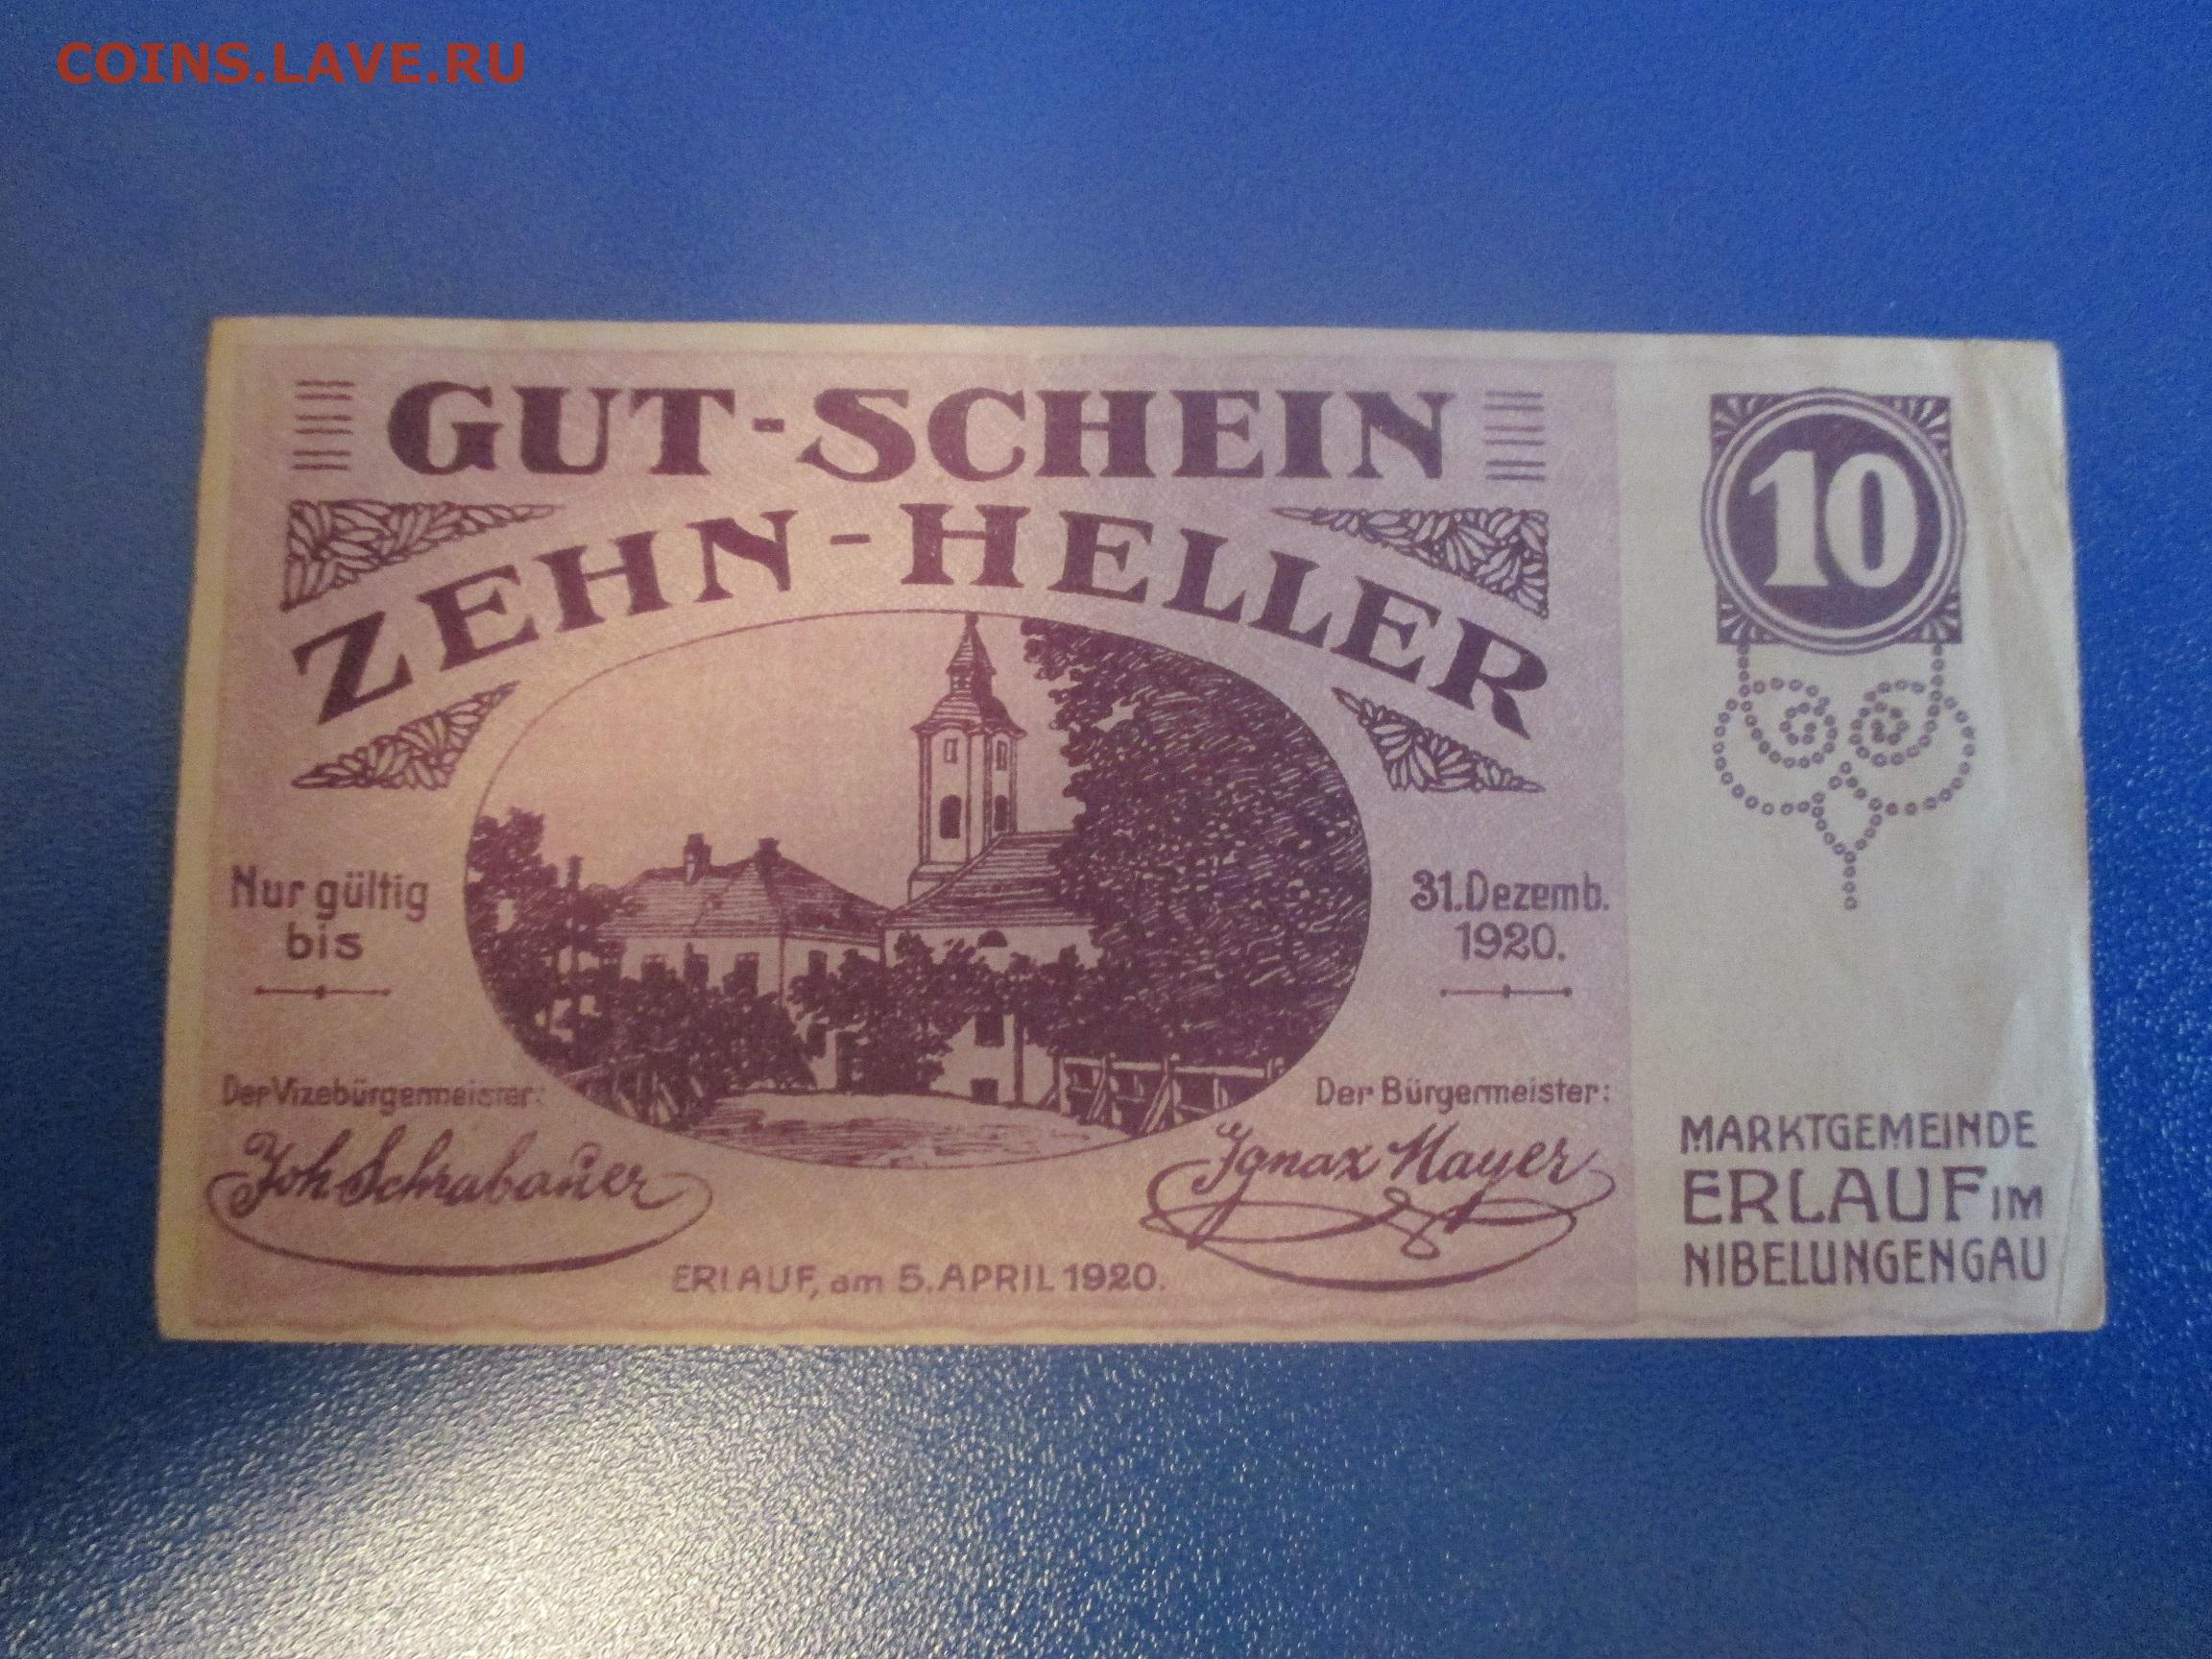 COINS.LAVE.RU
GUT-SCHEIN
ZEHN-HELLER
10
Nur gültig
bis
31. Dezemb.
1920.
Der Vizebürgermeister:
Joh Schrabauer
Der Bürgermeister:
Ignaz Mayer
ERLAUF, am 5. APRIL 1920.
MARKTGEMEINDE
ERLAUF IM
NIBELUNGENGAU